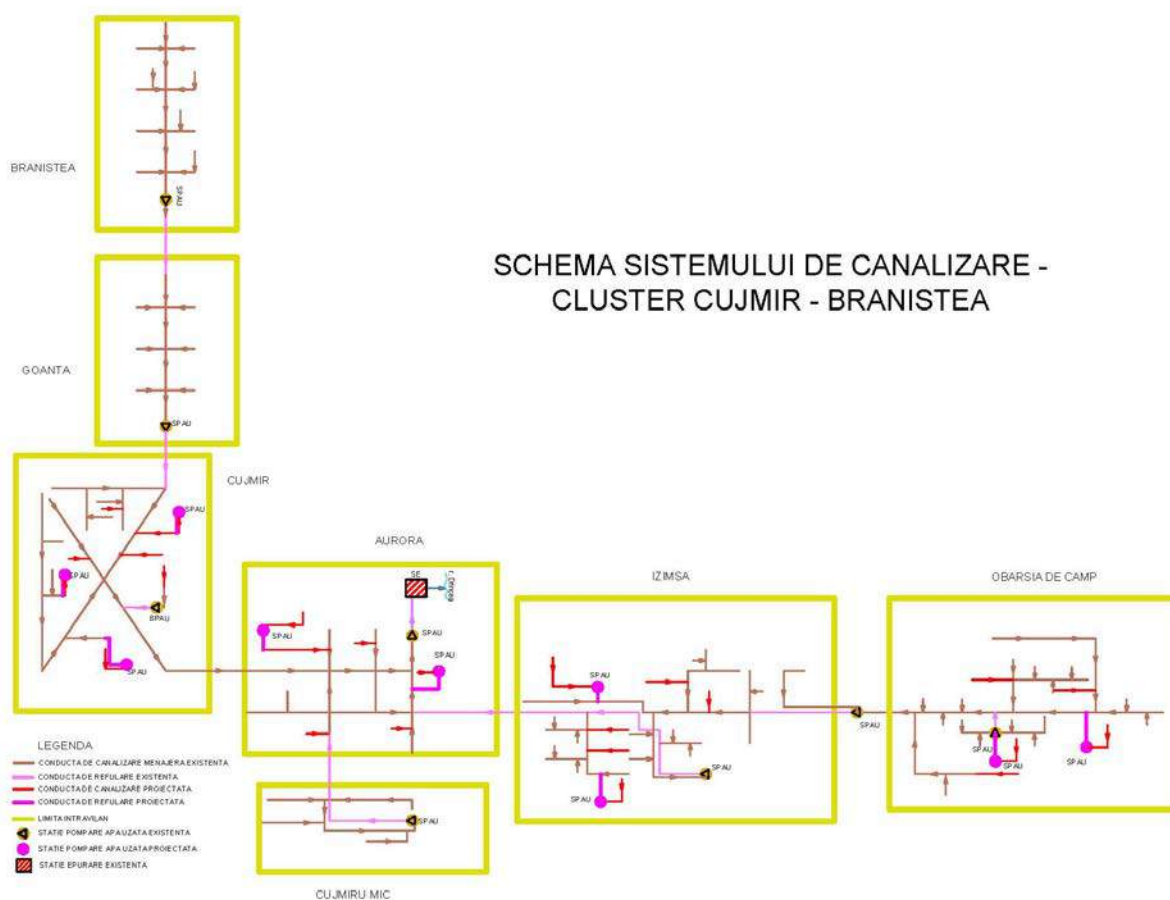 SCHEMA SISTEMULUI DE CANALIZARE -
CLUSTER CUJMIR - BRANISTEA
BRANISTEA
SPAU
GOANTA
SPAU
CUJMIR
SPAU
SPAU
SPAU
SPAU
AURORA
SE
SPAU
SPAU
SPAU
IZIMSA
SPAU
SPAU
SPAU
SPAU
OBARSIA DE CAMP
SPAU
SPAU
CUJMIRU MIC
SPAU
LEGENDA
CONDUCTA DE CANALIZARE MENAJERA EXISTENTA
CONDUCTA DE REFULARE EXISTENTA
CONDUCTA DE CANALIZARE PROIECTATA
CONDUCTA DE REFULARE PROIECTATA
LIMITA INTRAVILAN
STATIE POMPARE APA UZATA EXISTENTA
STATIE POMPARE APA UZATA PROIECTATA
STATIE EPURARE EXISTENTA